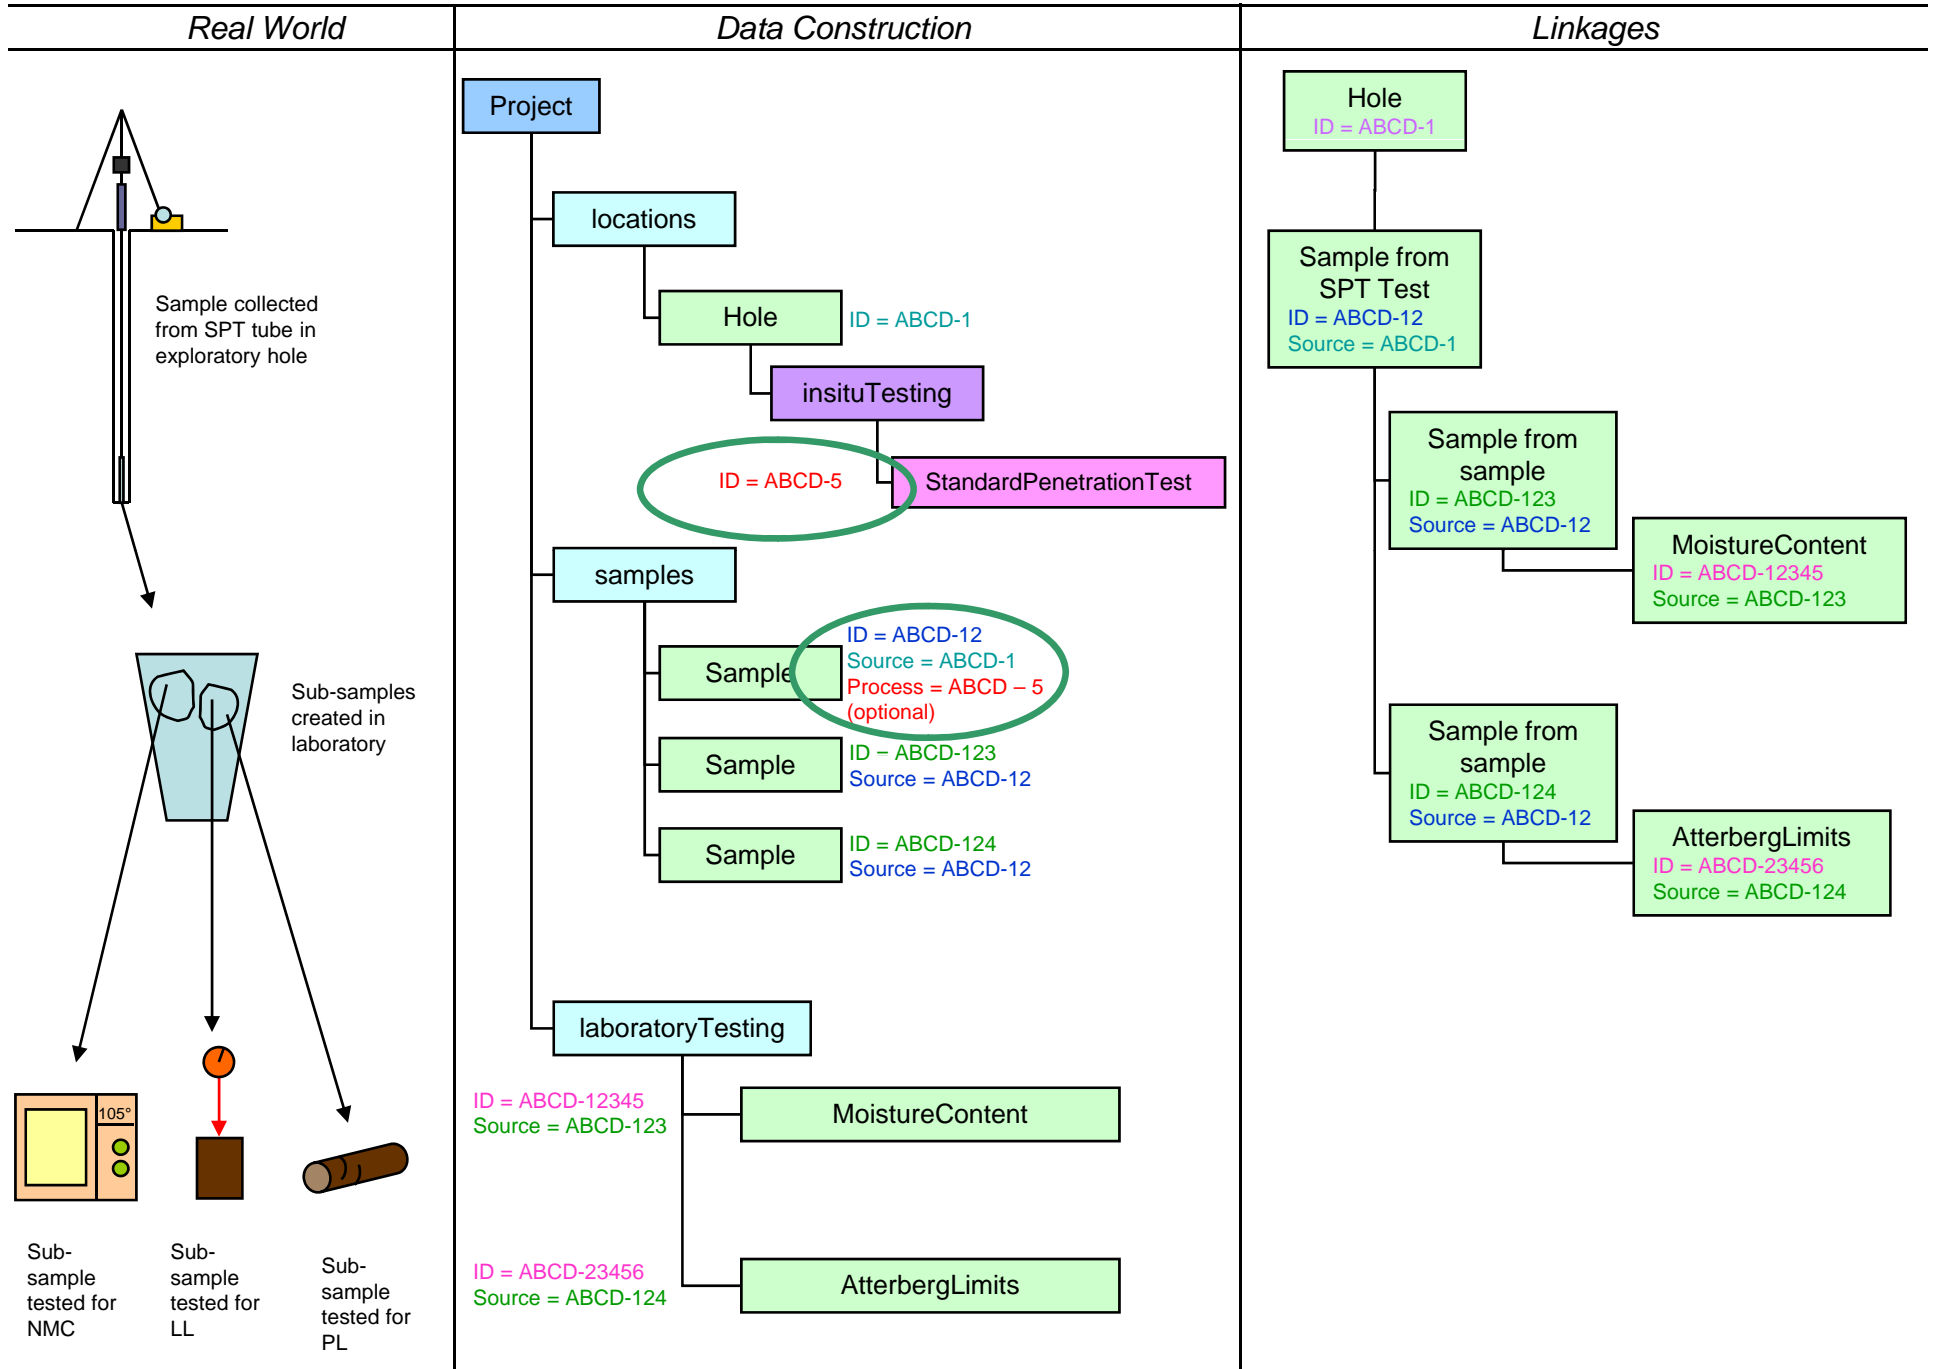 Real World
Data Construction
Linkages
Sample collected
from SPT tube in
exploratory hole
Sub-samples
created in
laboratory
105°
Sub-
sample
tested for
NMC
Sub-
sample
tested for
LL
Sub-
sample
tested for
PL
Project
locations
Hole
ID = ABCD-1
insituTesting
ID = ABCD-5
StandardPenetrationTest
samples
Sample
ID = ABCD-12
Source = ABCD-1
Process = ABCD – 5
(optional)
Sample
ID − ABCD-123
Source = ABCD-12
Sample
ID = ABCD-124
Source = ABCD-12
laboratoryTesting
ID = ABCD-12345
Source = ABCD-123
MoistureContent
ID = ABCD-23456
Source = ABCD-124
AtterbergLimits
Hole
ID = ABCD-1
Sample from
SPT Test
ID = ABCD-12
Source = ABCD-1
Sample from
sample
ID = ABCD-123
Source = ABCD-12
MoistureContent
ID = ABCD-12345
Source = ABCD-123
Sample from
sample
ID = ABCD-124
Source = ABCD-12
AtterbergLimits
ID = ABCD-23456
Source = ABCD-124